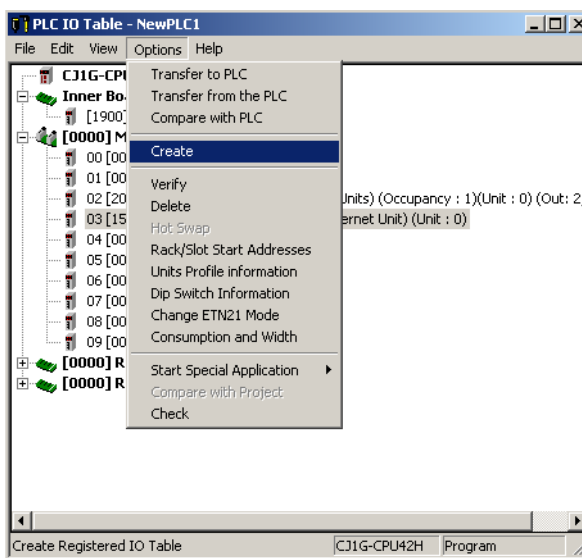 PLC IO Table - NewPLC1
File Edit View Options Help
CJ1G-CPU
Inner Bo
[1900]
[0000] M
00 [00
01 [00
02 [20 Units) (Occupancy : 1)(Unit : 0) (Out: 2
03 [15 ernet Unit) (Unit : 0)
04 [00
05 [00
06 [00
07 [00
08 [00
09 [00
[0000] R
[0000] R
Transfer to PLC
Transfer from the PLC
Compare with PLC
Create
Verify
Delete
Hot Swap
Rack/Slot Start Addresses
Units Profile information
Dip Switch Information
Change ETN21 Mode
Consumption and Width
Start Special Application
Compare with Project
Check
Create Registered IO Table CJ1G-CPU42H Program